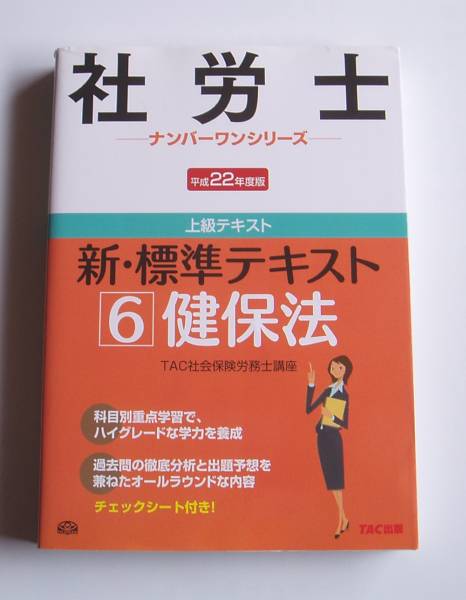 社労士
ナンバーワンシリーズ
平成22年度版
上級テキスト
新・標準テキスト
6 健保法
TAC社会保険労務士講座
科目別重点学習で、
ハイグレードな学力を養成
過去問の徹底分析と出題予想を
兼ねたオールラウンドな内容
チェックシート付き!
TAC出版